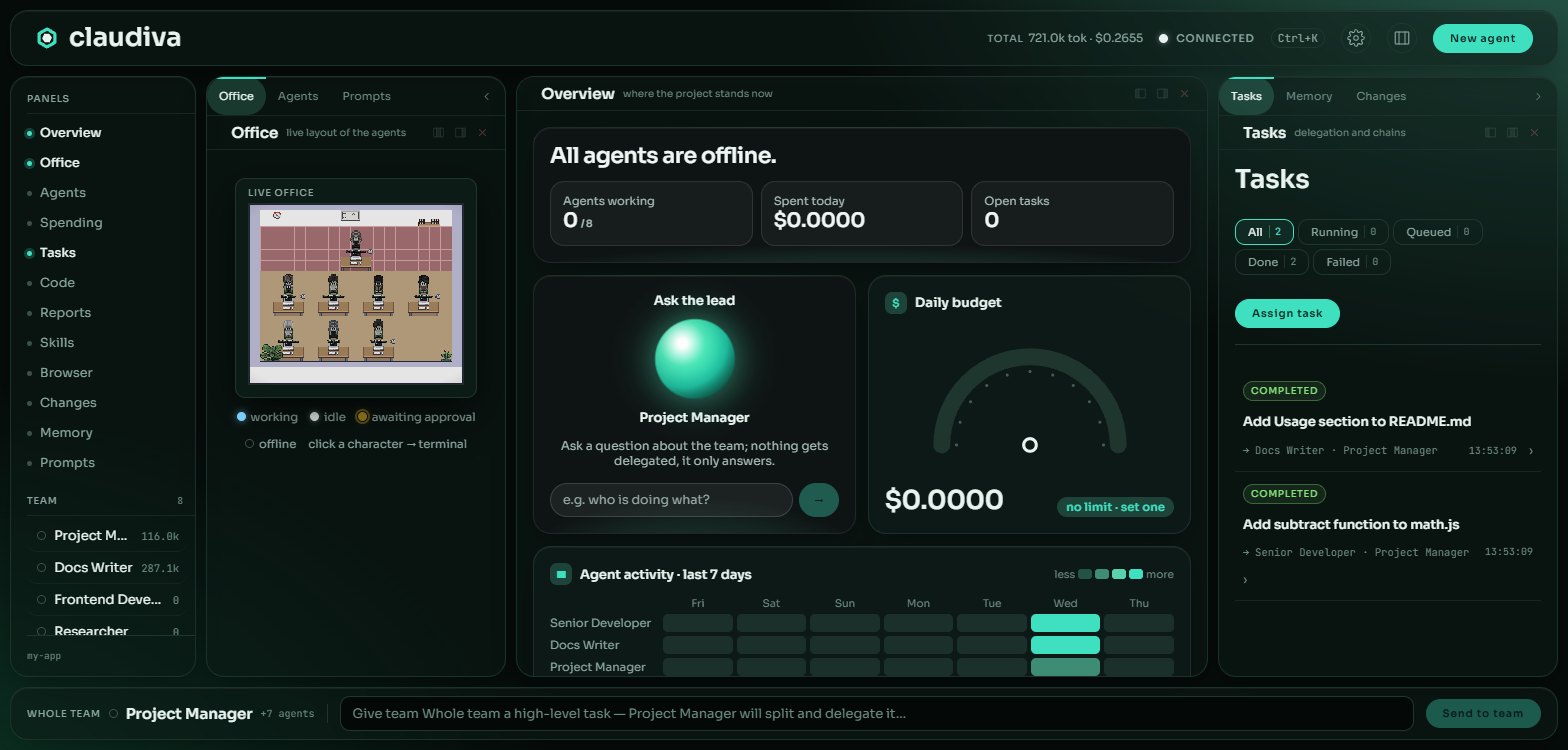 claudiva
TOTAL 721.0k tok · $0.2655
CONNECTED
Ctrl+K
New agent
PANELS
Overview
Office
Agents
Spending
Tasks
Code
Reports
Skills
Browser
Changes
Memory
Prompts
TEAM 8
Project M... 116.0k
Docs Writer 287.1k
Frontend Deve... 0
Researcher 0
my-app
Office Agents Prompts
Office live layout of the agents
LIVE OFFICE
working idle awaiting approval
offline click a character → terminal
Overview where the project stands now
All agents are offline.
Agents working
0 /8
Spent today
$0.0000
Open tasks
0
Ask the lead
Project Manager
Ask a question about the team; nothing gets
delegated, it only answers.
e.g. who is doing what?
→
$ Daily budget
$0.0000
no limit · set one
Agent activity · last 7 days
less more
Fri Sat Sun Mon Tue Wed Thu
Senior Developer
Docs Writer
Project Manager
Tasks Memory Changes
Tasks delegation and chains
Tasks
All 2 Running 0 Queued 0
Done 2 Failed 0
Assign task
COMPLETED
Add Usage section to README.md
→ Docs Writer · Project Manager 13:53:09 ›
COMPLETED
Add subtract function to math.js
→ Senior Developer · Project Manager 13:53:09
›
WHOLE TEAM Project Manager +7 agents
Give team Whole team a high-level task — Project Manager will split and delegate it...
Send to team